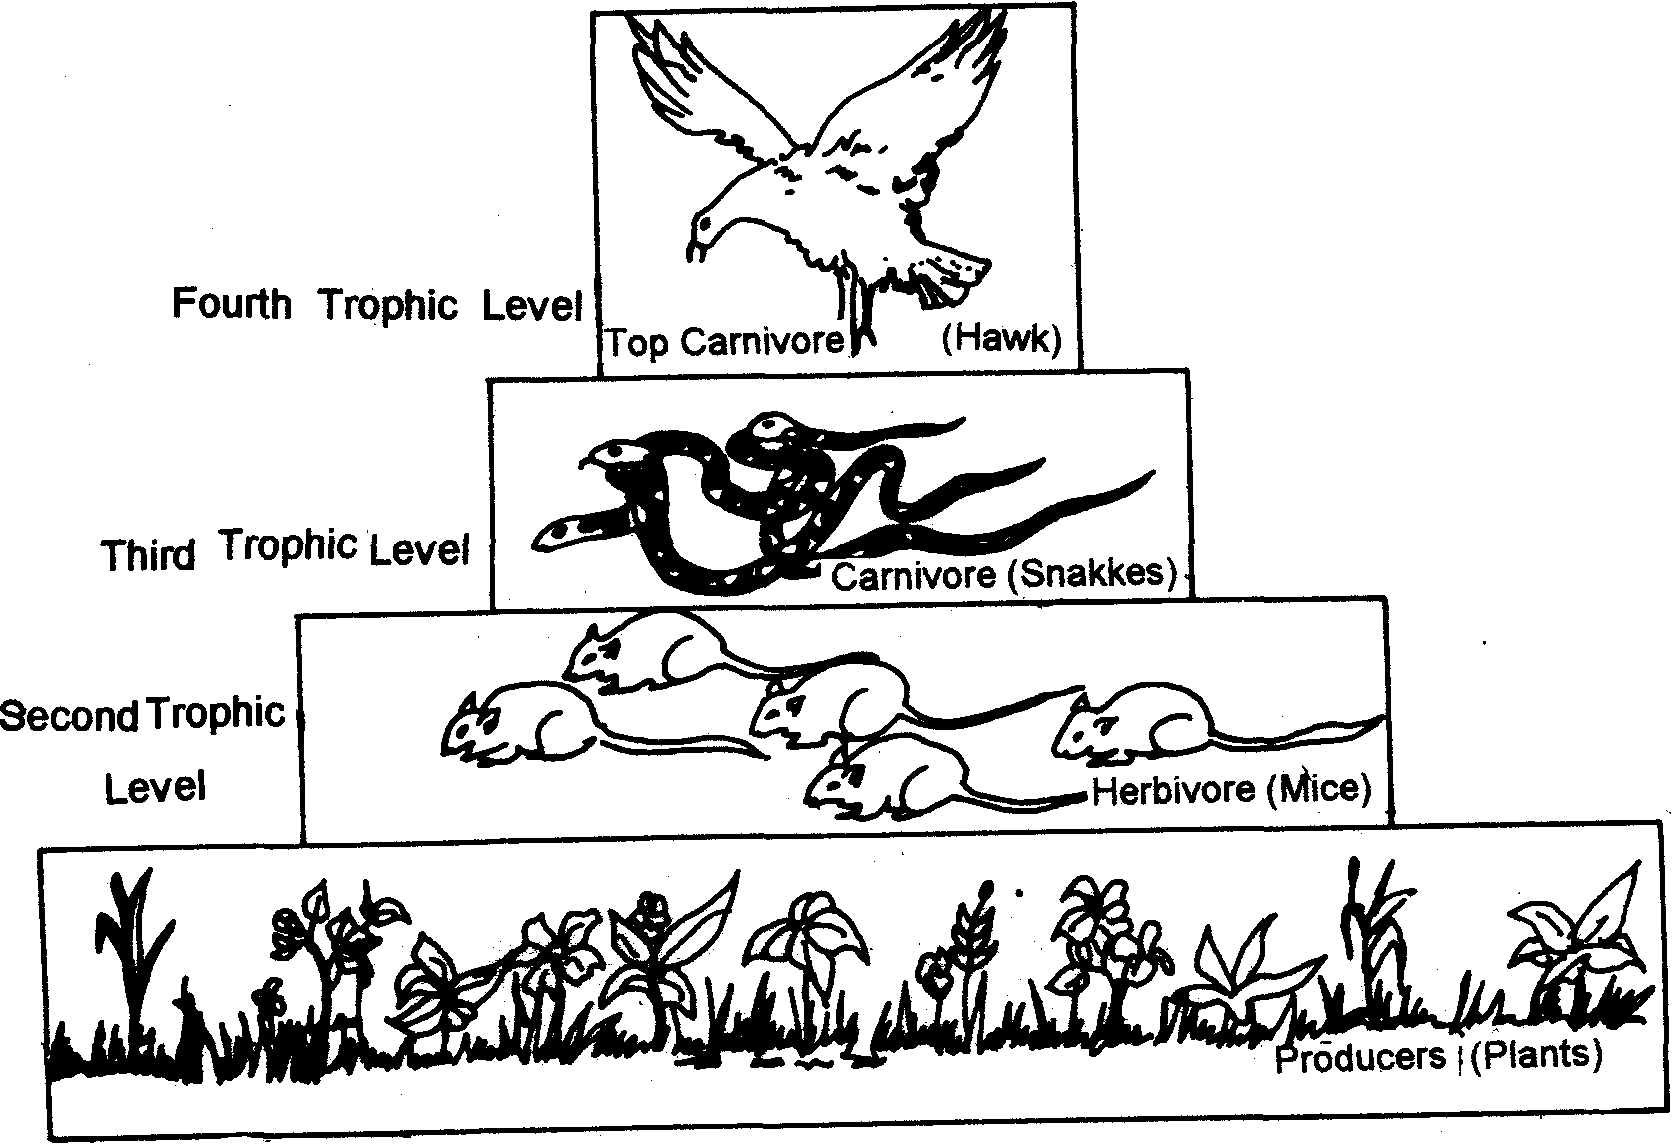 Fourth Trophic Level
Top Carnivore (Hawk)
Third Trophic Level
Carnivore (Snakkes)
Second Trophic
Level
Herbivore (Mice)
Producers (Plants)